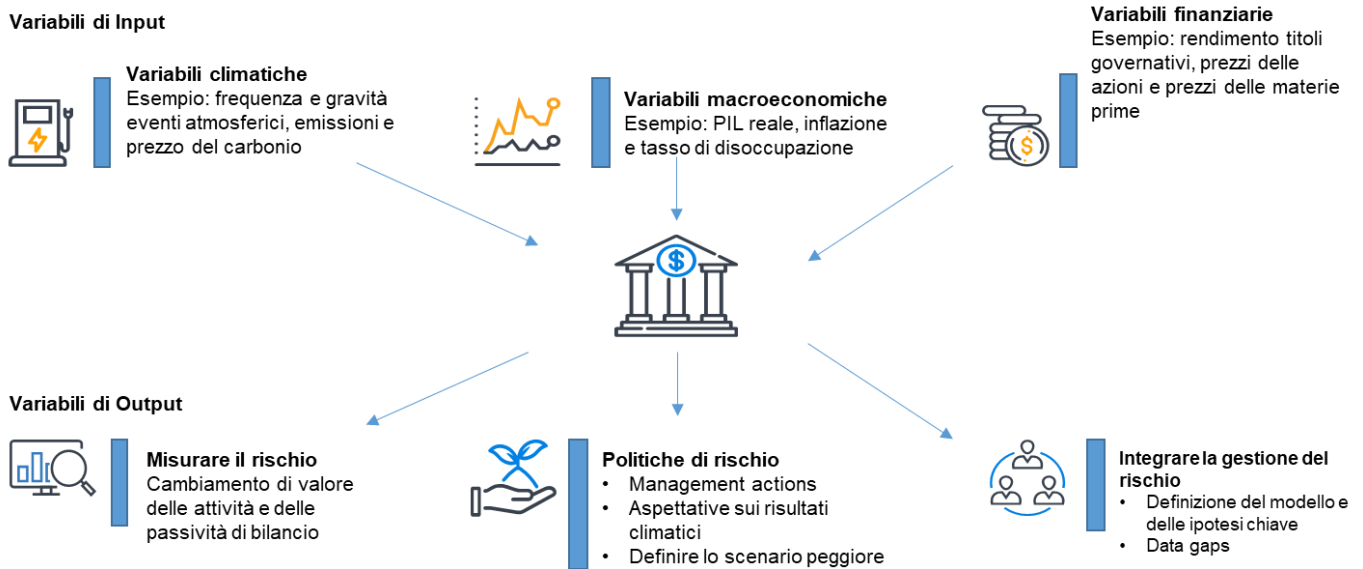 Variabili di Input
Variabili climatiche
Esempio: frequenza e gravità
eventi atmosferici, emissioni e
prezzo del carbonio
Variabili macroeconomiche
Esempio: PIL reale, inflazione
e tasso di disoccupazione
Variabili finanziarie
Esempio: rendimento titoli
governativi, prezzi delle
azioni e prezzi delle materie
prime
$
$
Variabili di Output
Misurare il rischio
Cambiamento di valore
delle attività e delle
passività di bilancio
Politiche di rischio
• Management actions
• Aspettative sui risultati
climatici
• Definire lo scenario peggiore
Integrare la gestione del
rischio
• Definizione del modello e
delle ipotesi chiave
• Data gaps